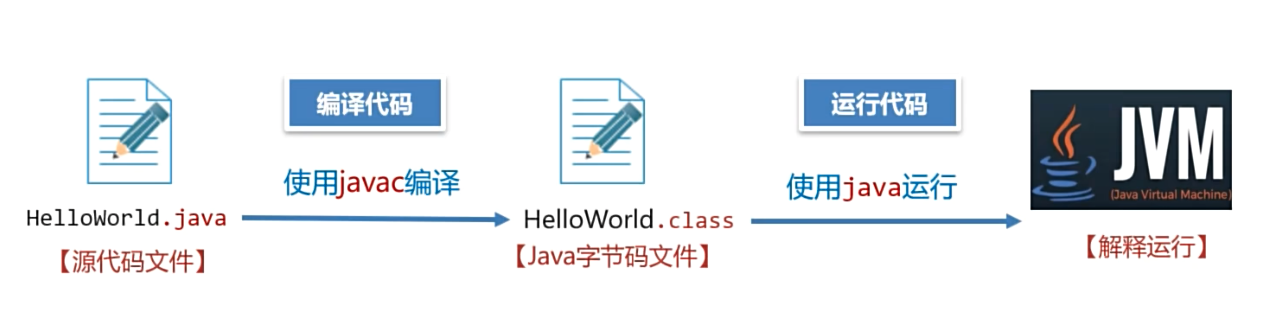 编译代码
运行代码
使用javac编译
使用java运行
JVM
(Java Virtual Machine)
HelloWorld.java
HelloWorld.class
【源代码文件】
【Java字节码文件】
【解释运行】